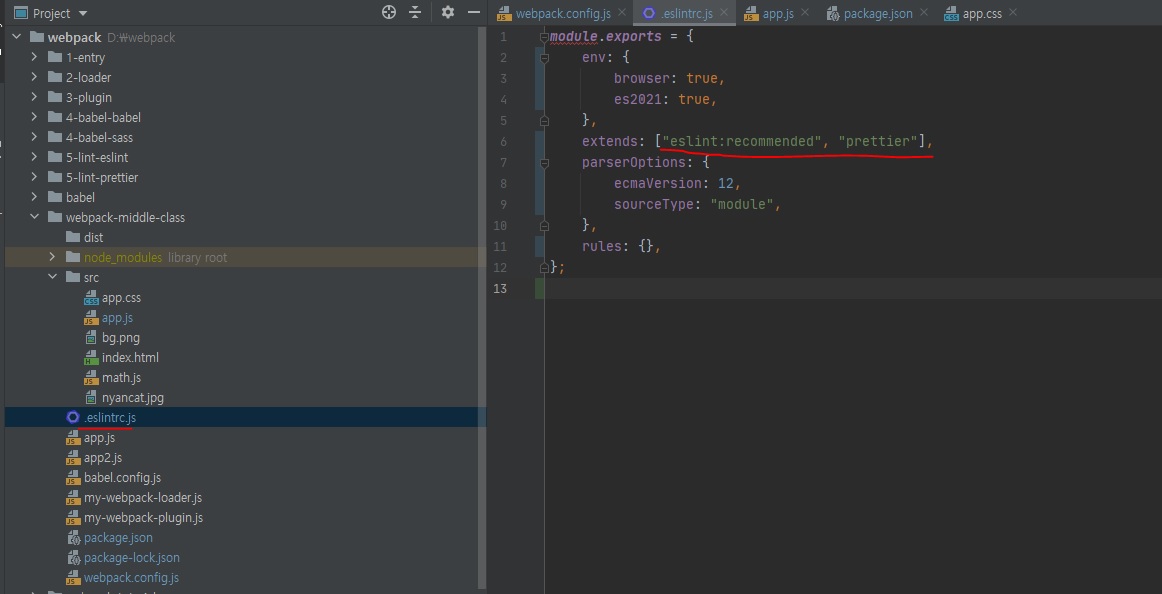 Project
webpack D:₩webpack
1-entry
2-loader
3-plugin
4-babel-babel
4-babel-sass
5-lint-eslint
5-lint-prettier
babel
webpack-middle-class
dist
node_modules library root
src
app.css
app.js
bg.png
index.html
math.js
nyancat.jpg
.eslintrc.js
app.js
app2.js
babel.config.js
my-webpack-loader.js
my-webpack-plugin.js
package.json
package-lock.json
webpack.config.js
webpack.config.js .eslintrc.js app.js package.json app.css
1 module.exports = {
2 env: {
3 browser: true,
4 es2021: true,
5 },
6 extends: ["eslint:recommended", "prettier"],
7 parserOptions: {
8 ecmaVersion: 12,
9 sourceType: "module",
10 },
11 rules: {},
12 };
13